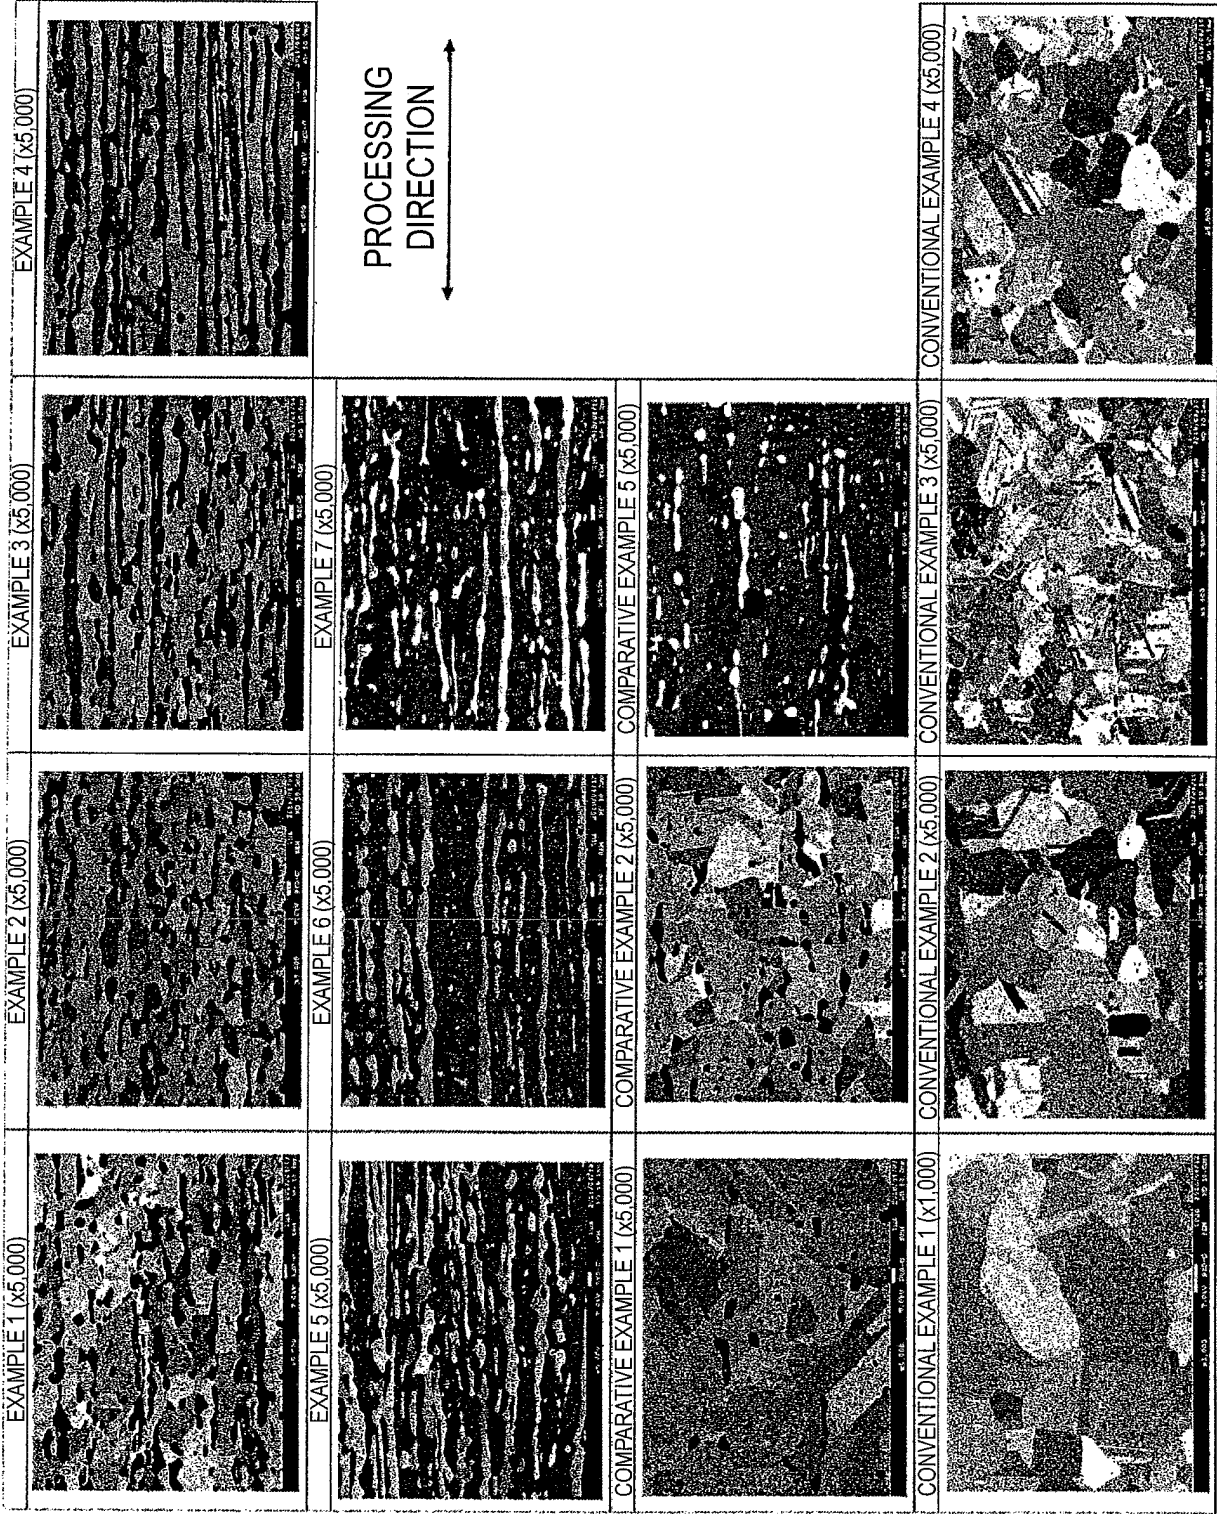 EXAMPLE 1 (x5,000)
EXAMPLE 2 (x5,000)
EXAMPLE 3 (x5,000)
EXAMPLE 4 (x5,000)
EXAMPLE 5 (x5,000)
EXAMPLE 6 (x5,000)
EXAMPLE 7 (x5,000)
PROCESSING
DIRECTION
COMPARATIVE EXAMPLE 1 (x5,000)
COMPARATIVE EXAMPLE 2 (x5,000)
COMPARATIVE EXAMPLE 5 (x5,000)
CONVENTIONAL EXAMPLE 1 (x1,000)
CONVENTIONAL EXAMPLE 2 (x5,000)
CONVENTIONAL EXAMPLE 3 (x5,000)
CONVENTIONAL EXAMPLE 4 (x5,000)